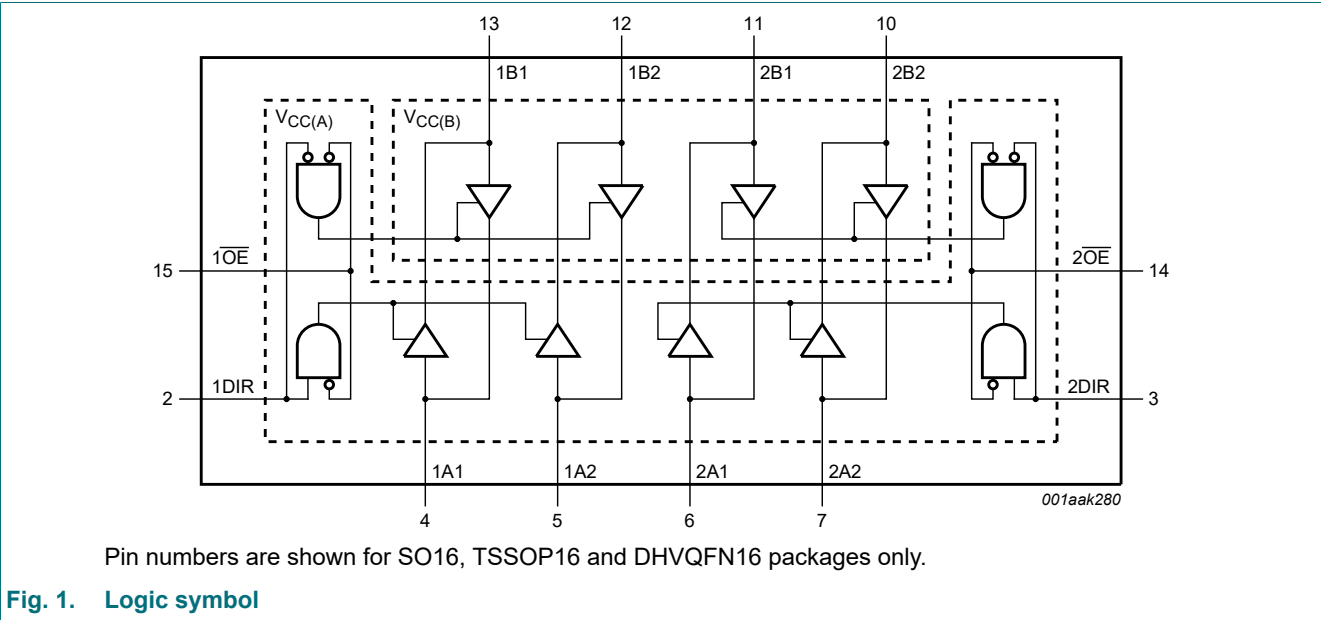 13 12 11 10
1B1 1B2 2B1 2B2
VCC(A) VCC(B)
15 1OE 2OE 14
2 1DIR 2DIR 3
1A1 1A2 2A1 2A2
001aak280
4 5 6 7
Pin numbers are shown for SO16, TSSOP16 and DHVQFN16 packages only.
Fig. 1. Logic symbol